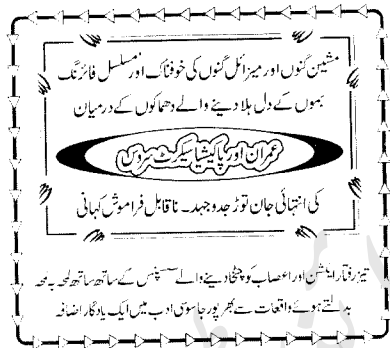 مشین گنوں اور میزائل گنوں کی خوفناک اور مسلسل فائرنگ
بموں کے دل ہلا دینے والے دھماکوں کے درمیان
عمران اور پاکیشیا سیکرٹ سروس
کی انتہائی جان توڑ جدوجہد۔ ناقابل فراموش کہانی
تیز رفتار ایکشن اور اعصاب کو چٹخا دینے والے سسپنس کے ساتھ ساتھ لمحہ بہ لمحہ
بدلتے ہوئے واقعات سے بھرپور جاسوسی ادب میں ایک یادگار اضافہ